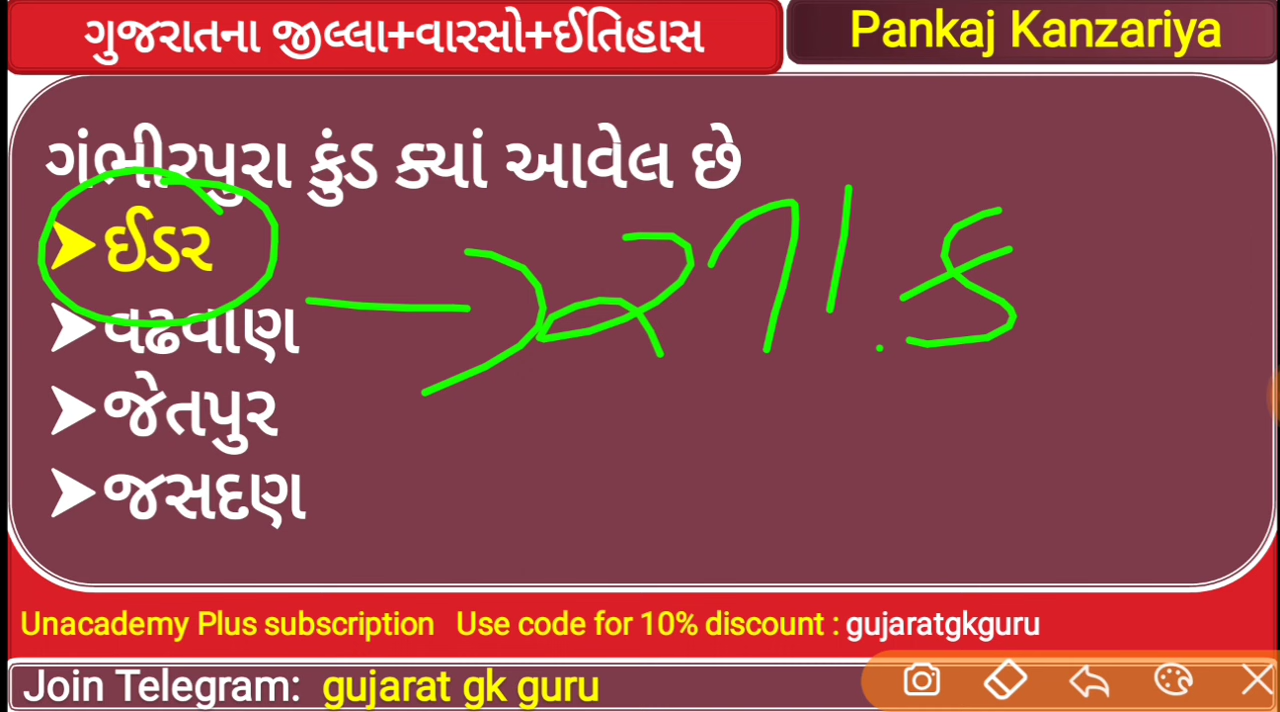 ગુજરાતના જીલ્લા+વારસો+ઈતિહાસ
Pankaj Kanzariya
ગંભીરપુરા કુંડ ક્યાં આવેલ છે
➤ઈડર
➤વઢવાણ
➤જેતપુર
➤જસદણ
Unacademy Plus subscription Use code for 10% discount : gujaratgkguru
Join Telegram: gujarat gk guru